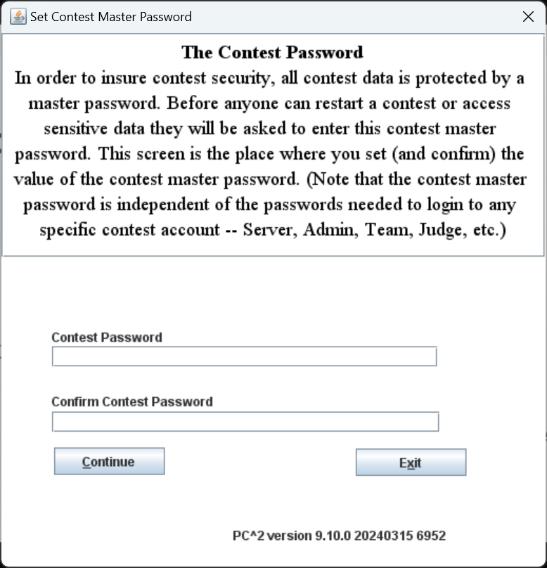 Set Contest Master Password
The Contest Password
In order to insure contest security, all contest data is protected by a
master password. Before anyone can restart a contest or access
sensitive data they will be asked to enter this contest master
password. This screen is the place where you set (and confirm) the
value of the contest master password. (Note that the contest master
password is independent of the passwords needed to login to any
specific contest account -- Server, Admin, Team, Judge, etc.)
Contest Password
Confirm Contest Password
Continue
Exit
PC^2 version 9.10.0 20240315 6952